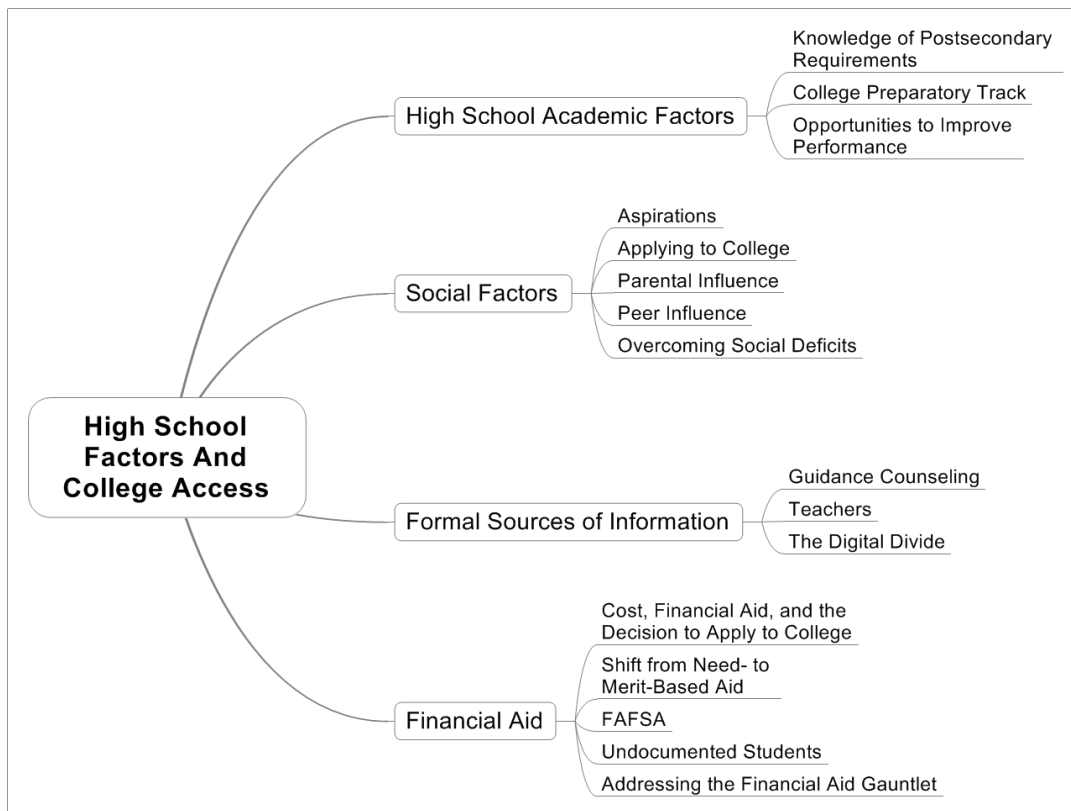 High School
Factors And
College Access
High School Academic Factors
Knowledge of Postsecondary
Requirements
College Preparatory Track
Opportunities to Improve
Performance
Social Factors
Aspirations
Applying to College
Parental Influence
Peer Influence
Overcoming Social Deficits
Formal Sources of Information
Guidance Counseling
Teachers
The Digital Divide
Financial Aid
Cost, Financial Aid, and the
Decision to Apply to College
Shift from Need- to
Merit-Based Aid
FAFSA
Undocumented Students
Addressing the Financial Aid Gauntlet